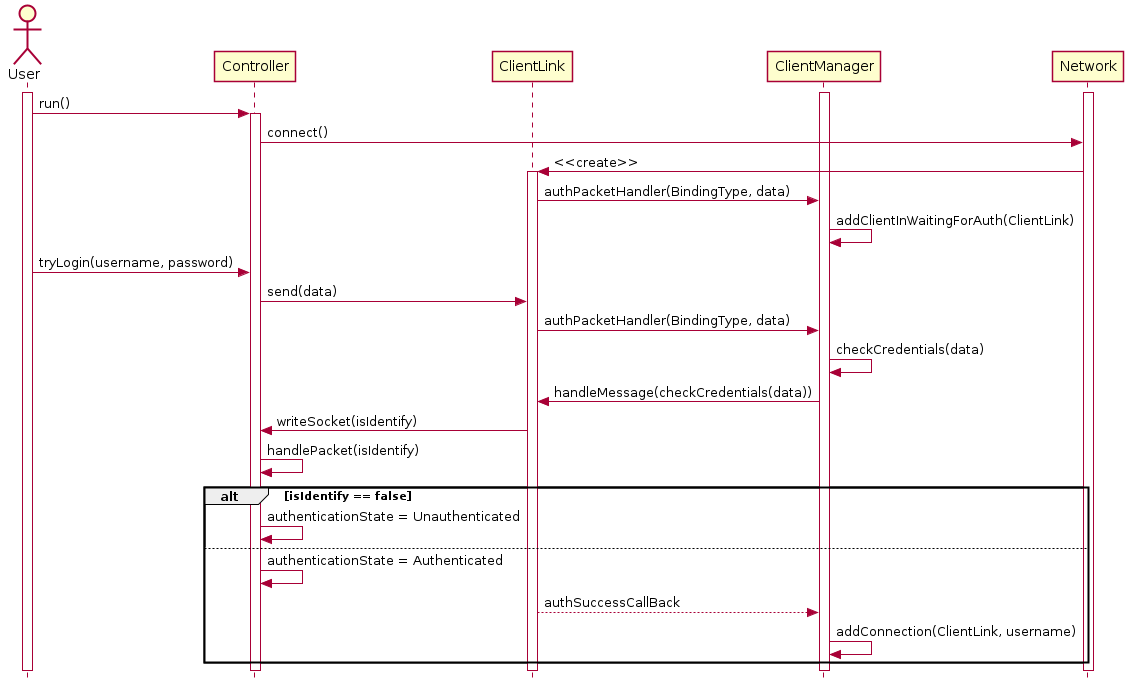 User
Controller
ClientLink
ClientManager
Network
run()
connect()
<<create>>
authPacketHandler(BindingType, data)
addClientInWaitingForAuth(ClientLink)
tryLogin(username, password)
send(data)
authPacketHandler(BindingType, data)
checkCredentials(data)
handleMessage(checkCredentials(data))
writeSocket(isIdentify)
handlePacket(isIdentify)
alt [isIdentify == false]
authenticationState = Unauthenticated
authenticationState = Authenticated
authSuccessCallBack
addConnection(ClientLink, username)